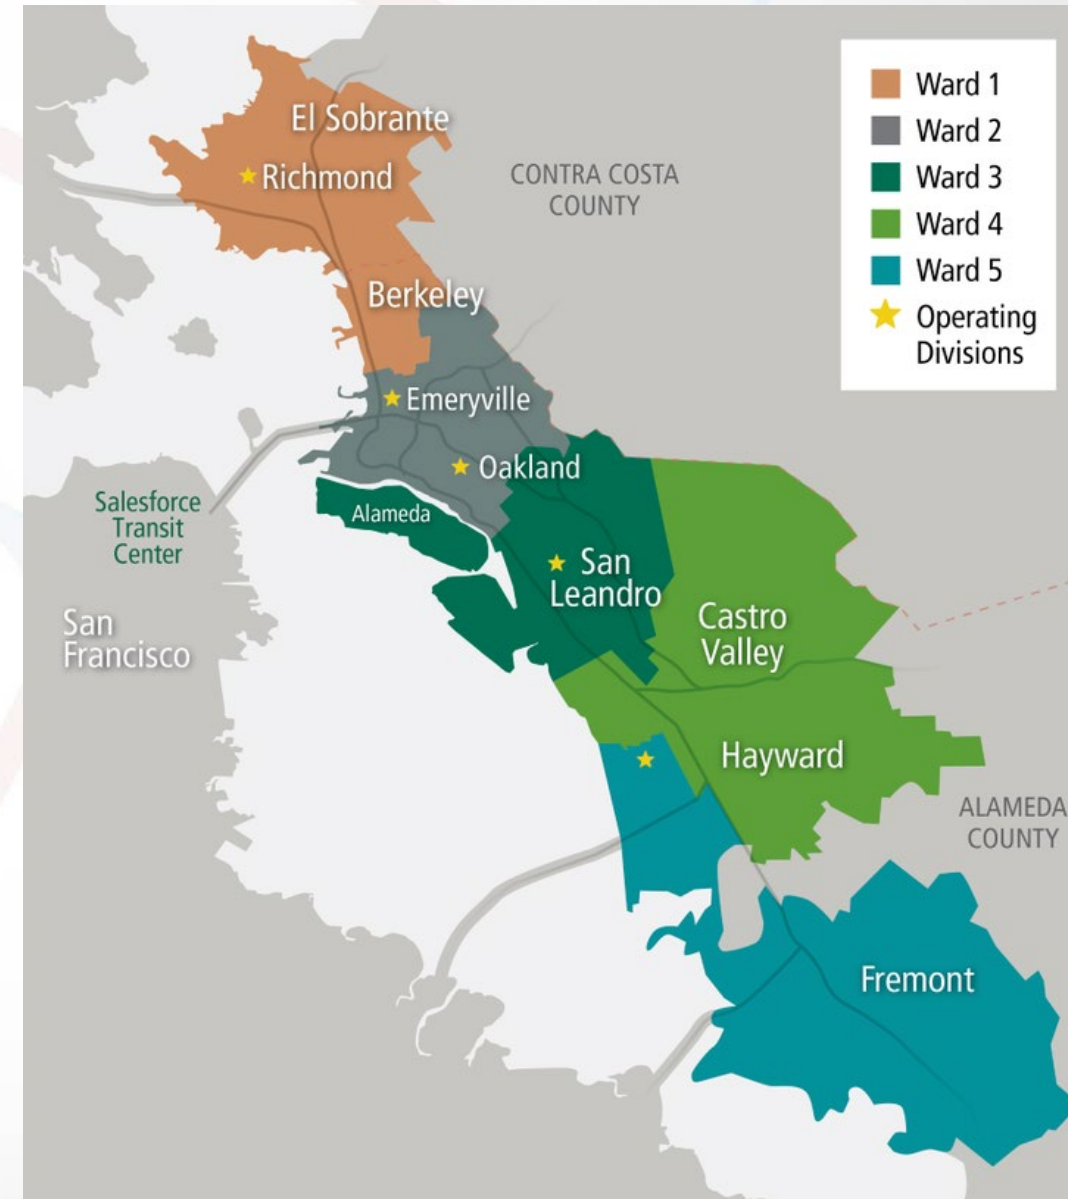 Ward 1
Ward 2
Ward 3
Ward 4
Ward 5
Operating
Divisions
El Sobrante
Richmond
CONTRA COSTA
COUNTY
Berkeley
Emeryville
Oakland
Alameda
Salesforce
Transit
Center
San
Leandro
San
Francisco
Castro
Valley
Hayward
ALAMEDA
COUNTY
Fremont